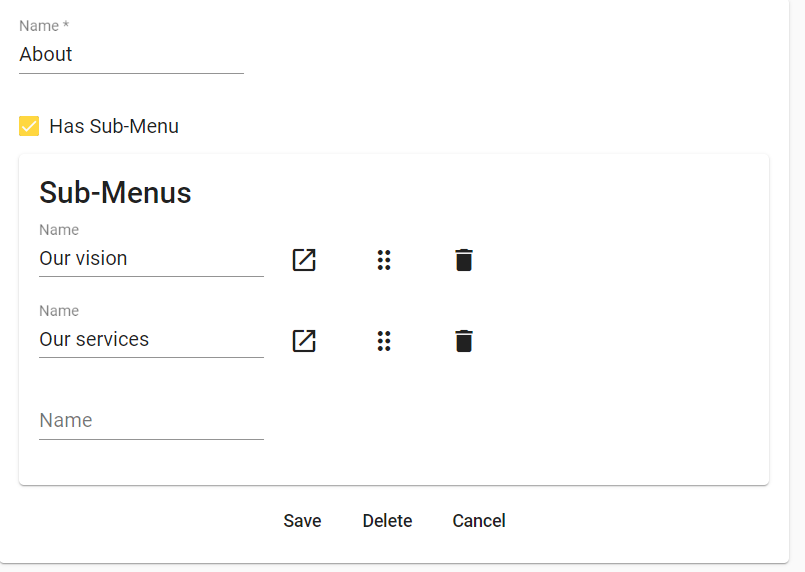 Name *
About
Has Sub-Menu
Sub-Menus
Name
Our vision
Name
Our services
Name
Save Delete Cancel